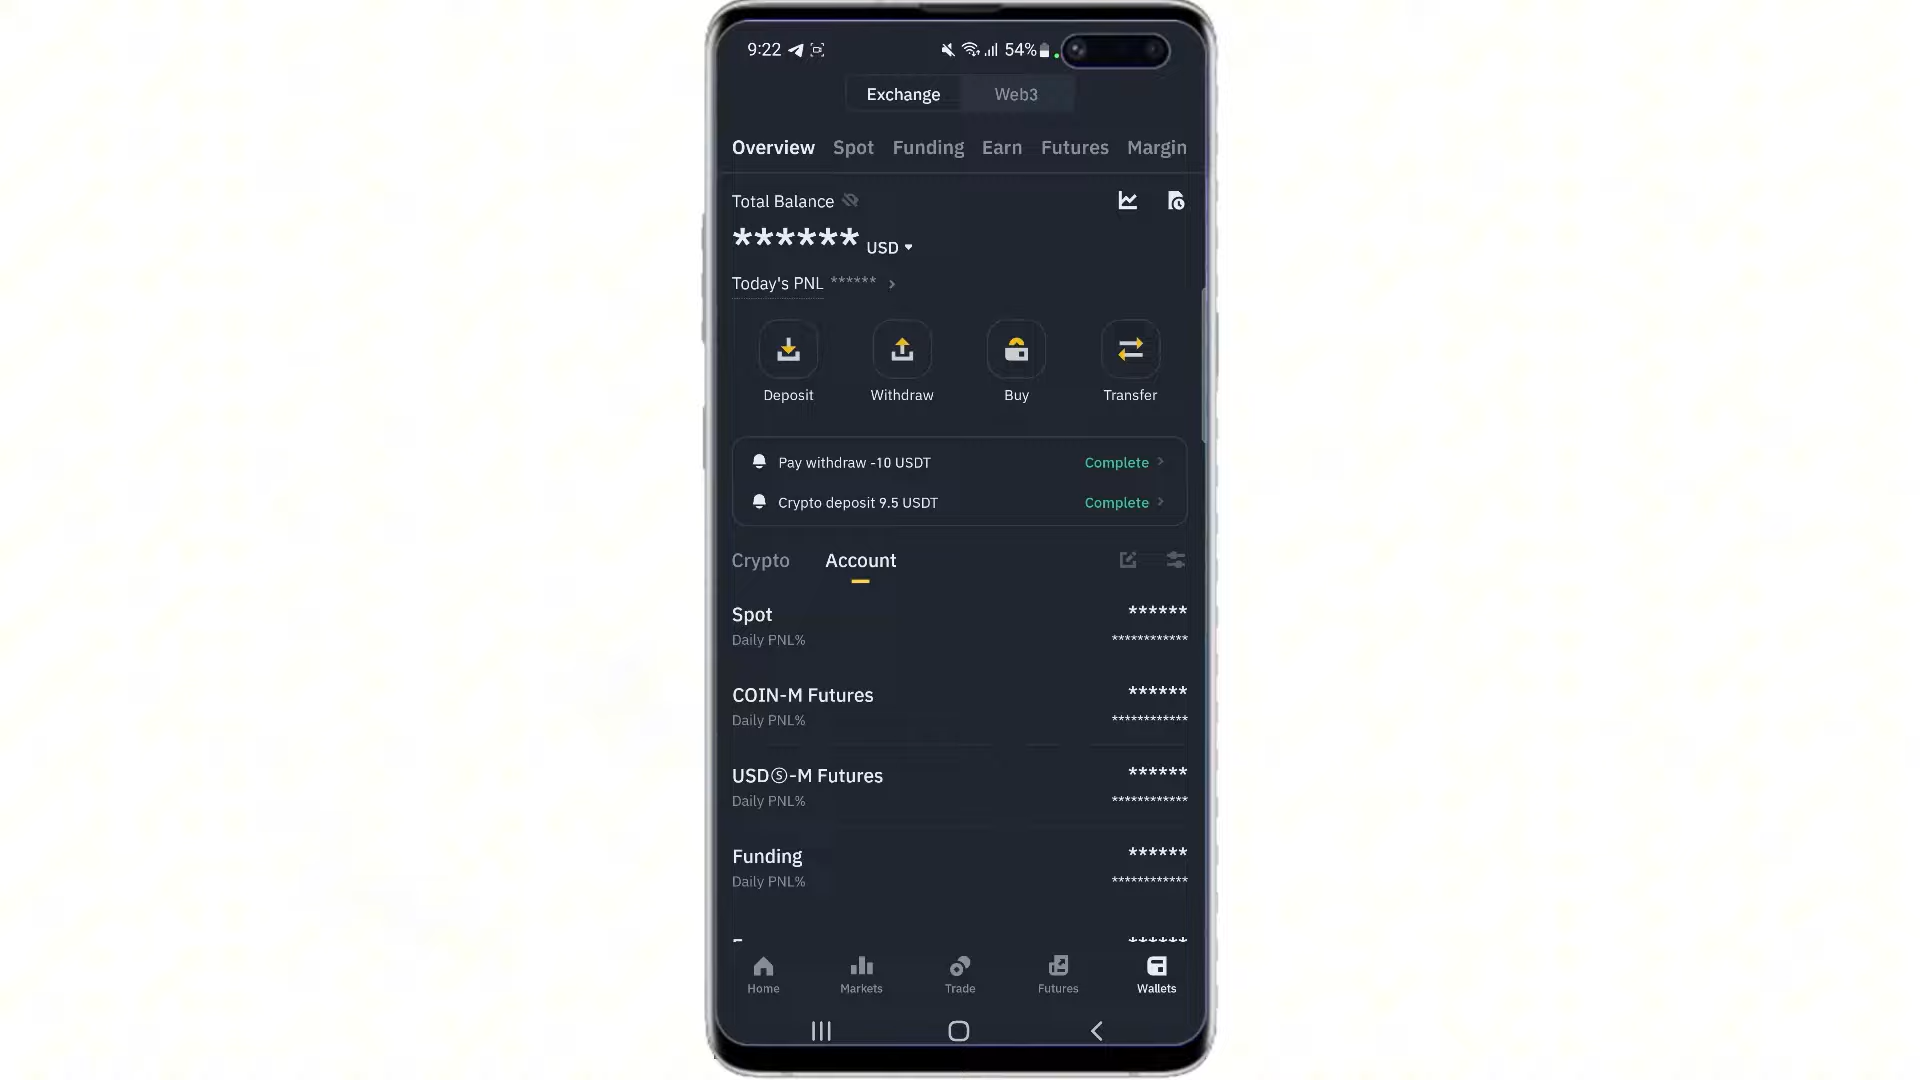 9:22 54%
Exchange Web3
Overview Spot Funding Earn Futures Margin
Total Balance
****** USD
Today's PNL ******
Deposit Withdraw Buy Transfer
Pay withdraw -10 USDT Complete
Crypto deposit 9.5 USDT Complete
Crypto Account
Spot ******
Daily PNL% ************
COIN-M Futures ******
Daily PNL% ************
USDⓈ-M Futures ******
Daily PNL% ************
Funding ******
Daily PNL% ************
Home Markets Trade Futures Wallets